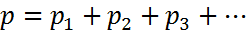 𝑝 = 𝑝₁ + 𝑝₂ + 𝑝₃ + ⋯